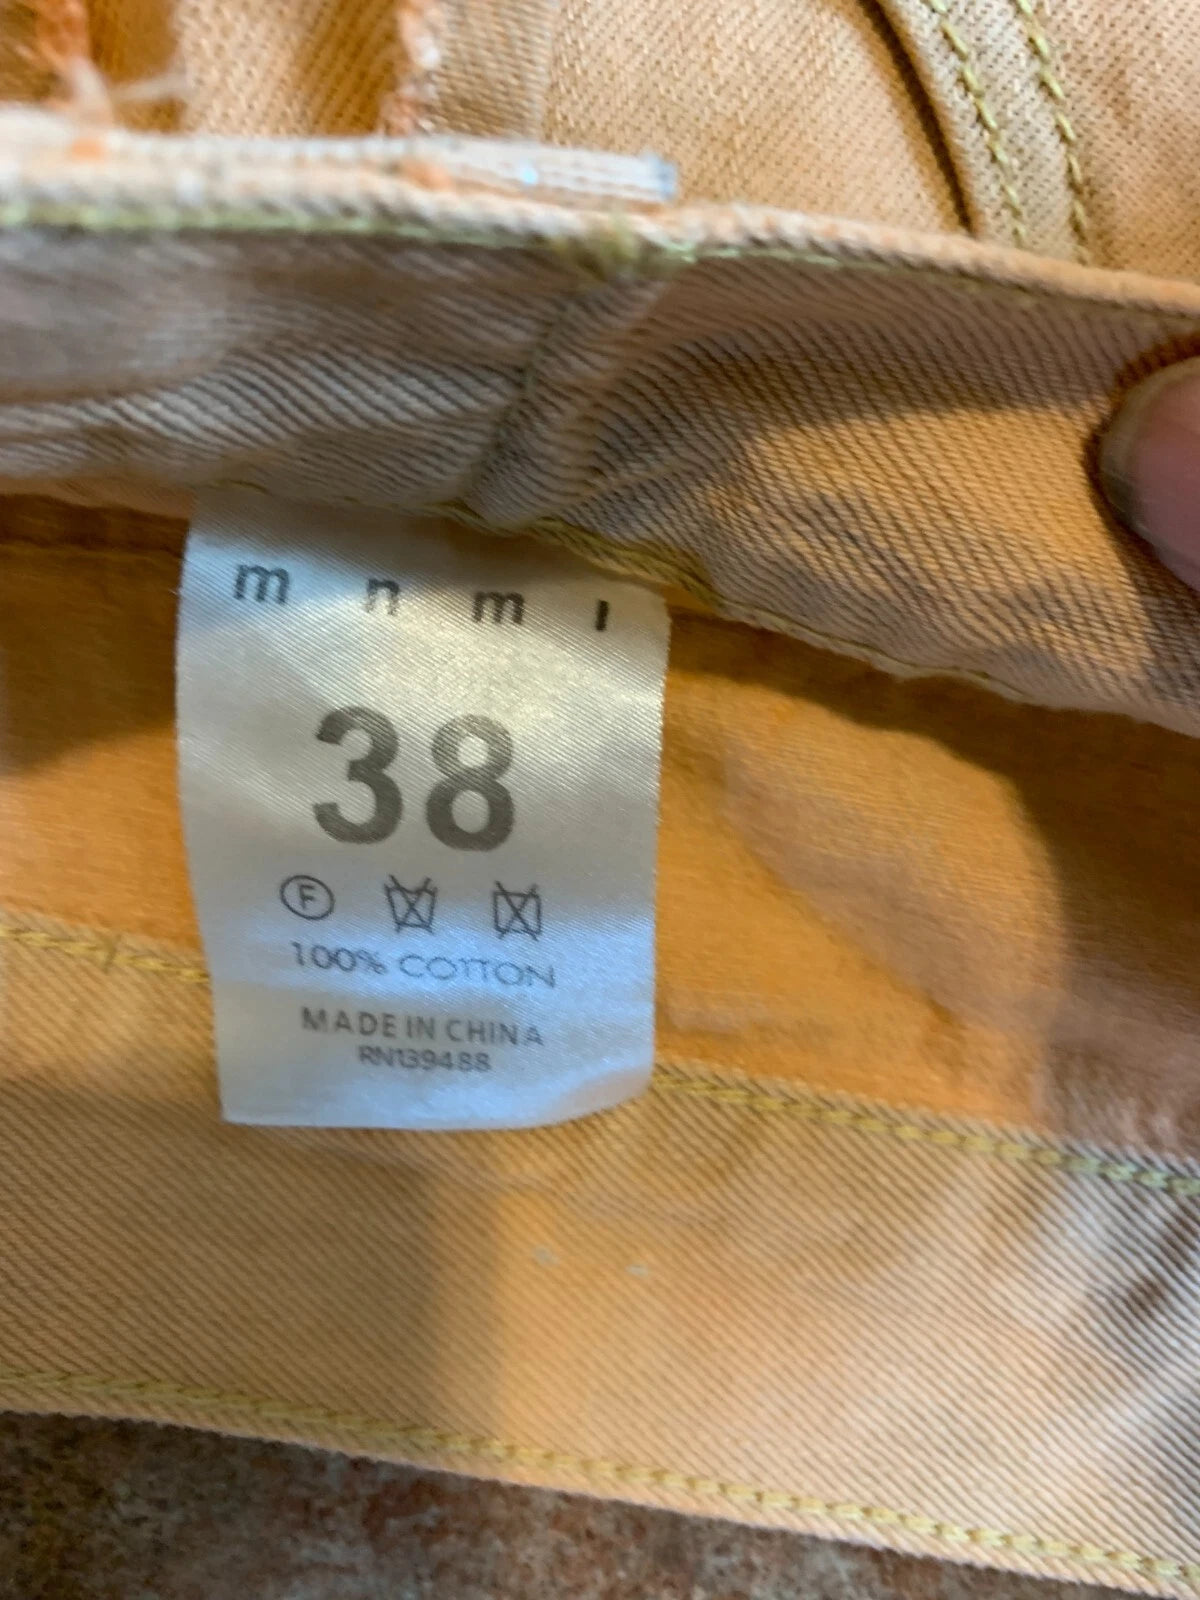 m n m ı
38
F
100% COTTON
MADE IN CHINA
RN139488